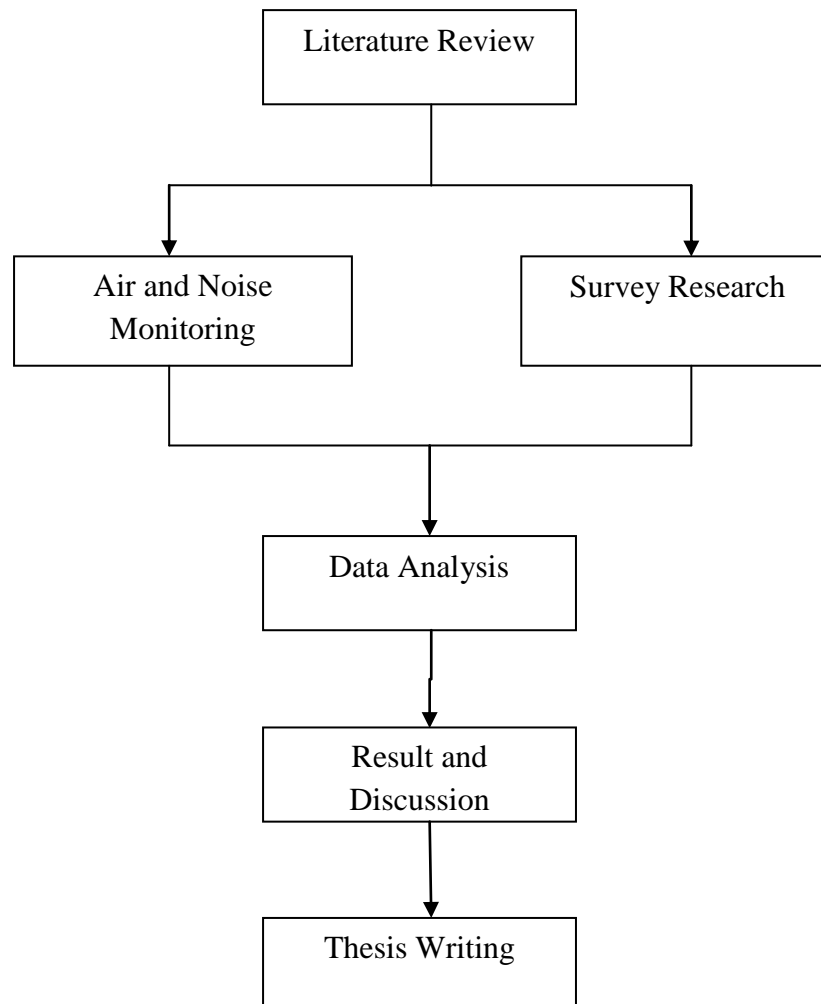 Literature Review
Air and Noise
Monitoring
Survey Research
Data Analysis
Result and
Discussion
Thesis Writing